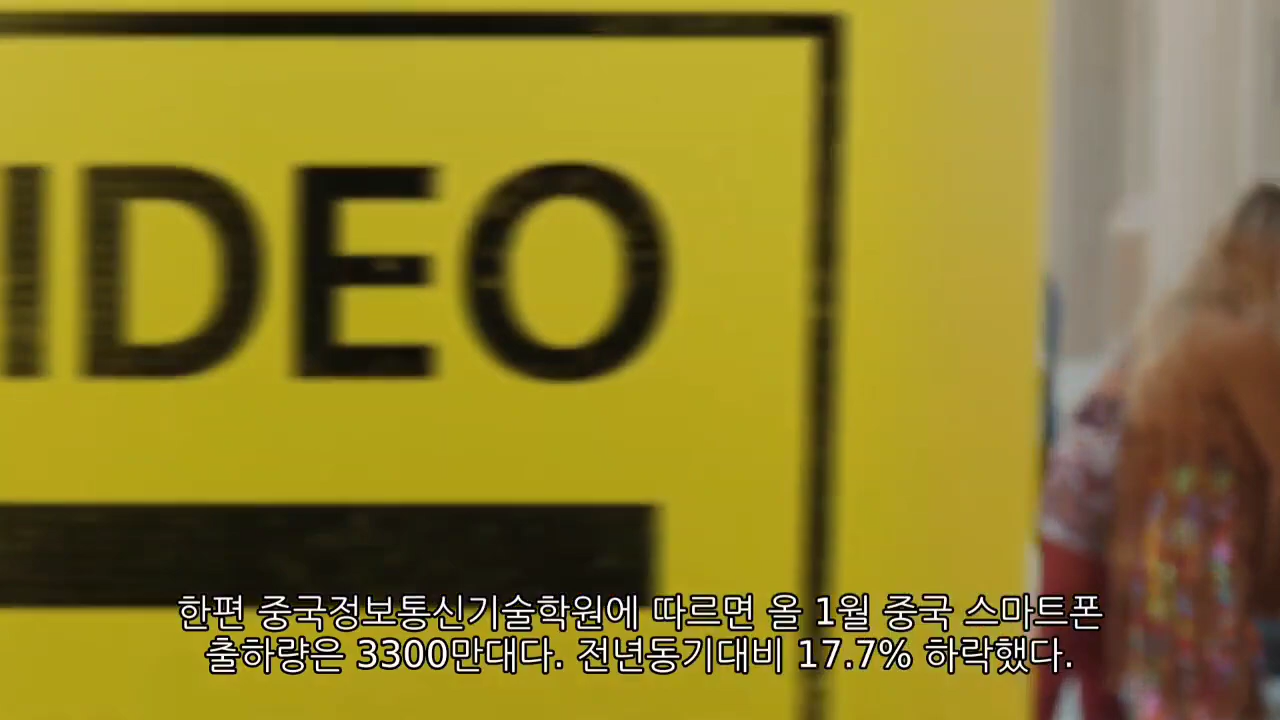 IDEO
한편 중국정보통신기술학원에 따르면 올 1월 중국 스마트폰
출하량은 3300만대다. 전년동기대비 17.7% 하락했다.